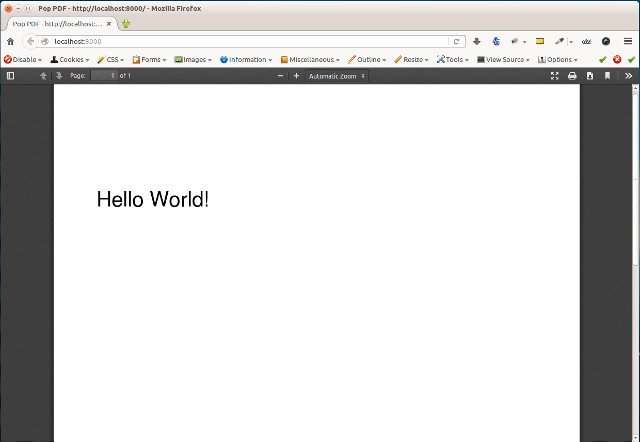 Pop PDF - http://localhost:8000/ - Mozilla Firefox
Pop PDF - http://localhost:...
localhost:8000
Disable Cookies CSS Forms Images Information Miscellaneous Outline Resize Tools View Source Options
Page: 1 of 1 Automatic Zoom
Hello World!